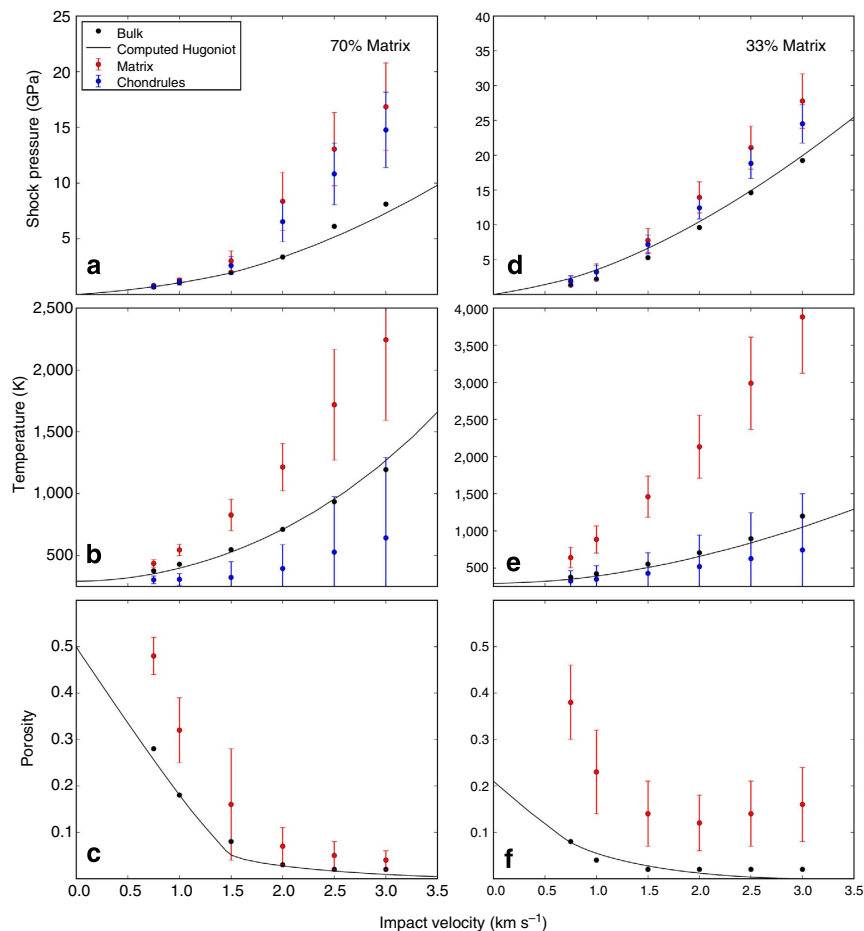 25
20
15
10
5
Shock pressure (GPa)
Bulk
Computed Hugoniot
Matrix
Chondrules
70% Matrix
a
40
35
30
25
20
15
10
5
33% Matrix
d
2,500
2,000
1,500
1,000
500
Temperature (K)
b
4,000
3,500
3,000
2,500
2,000
1,500
1,000
500
e
0.5
0.4
0.3
0.2
0.1
Porosity
c
0.5
0.4
0.3
0.2
0.1
f
0.0 0.5 1.0 1.5 2.0 2.5 3.0 3.5
0.0 0.5 1.0 1.5 2.0 2.5 3.0 3.5
Impact velocity (km s⁻¹)